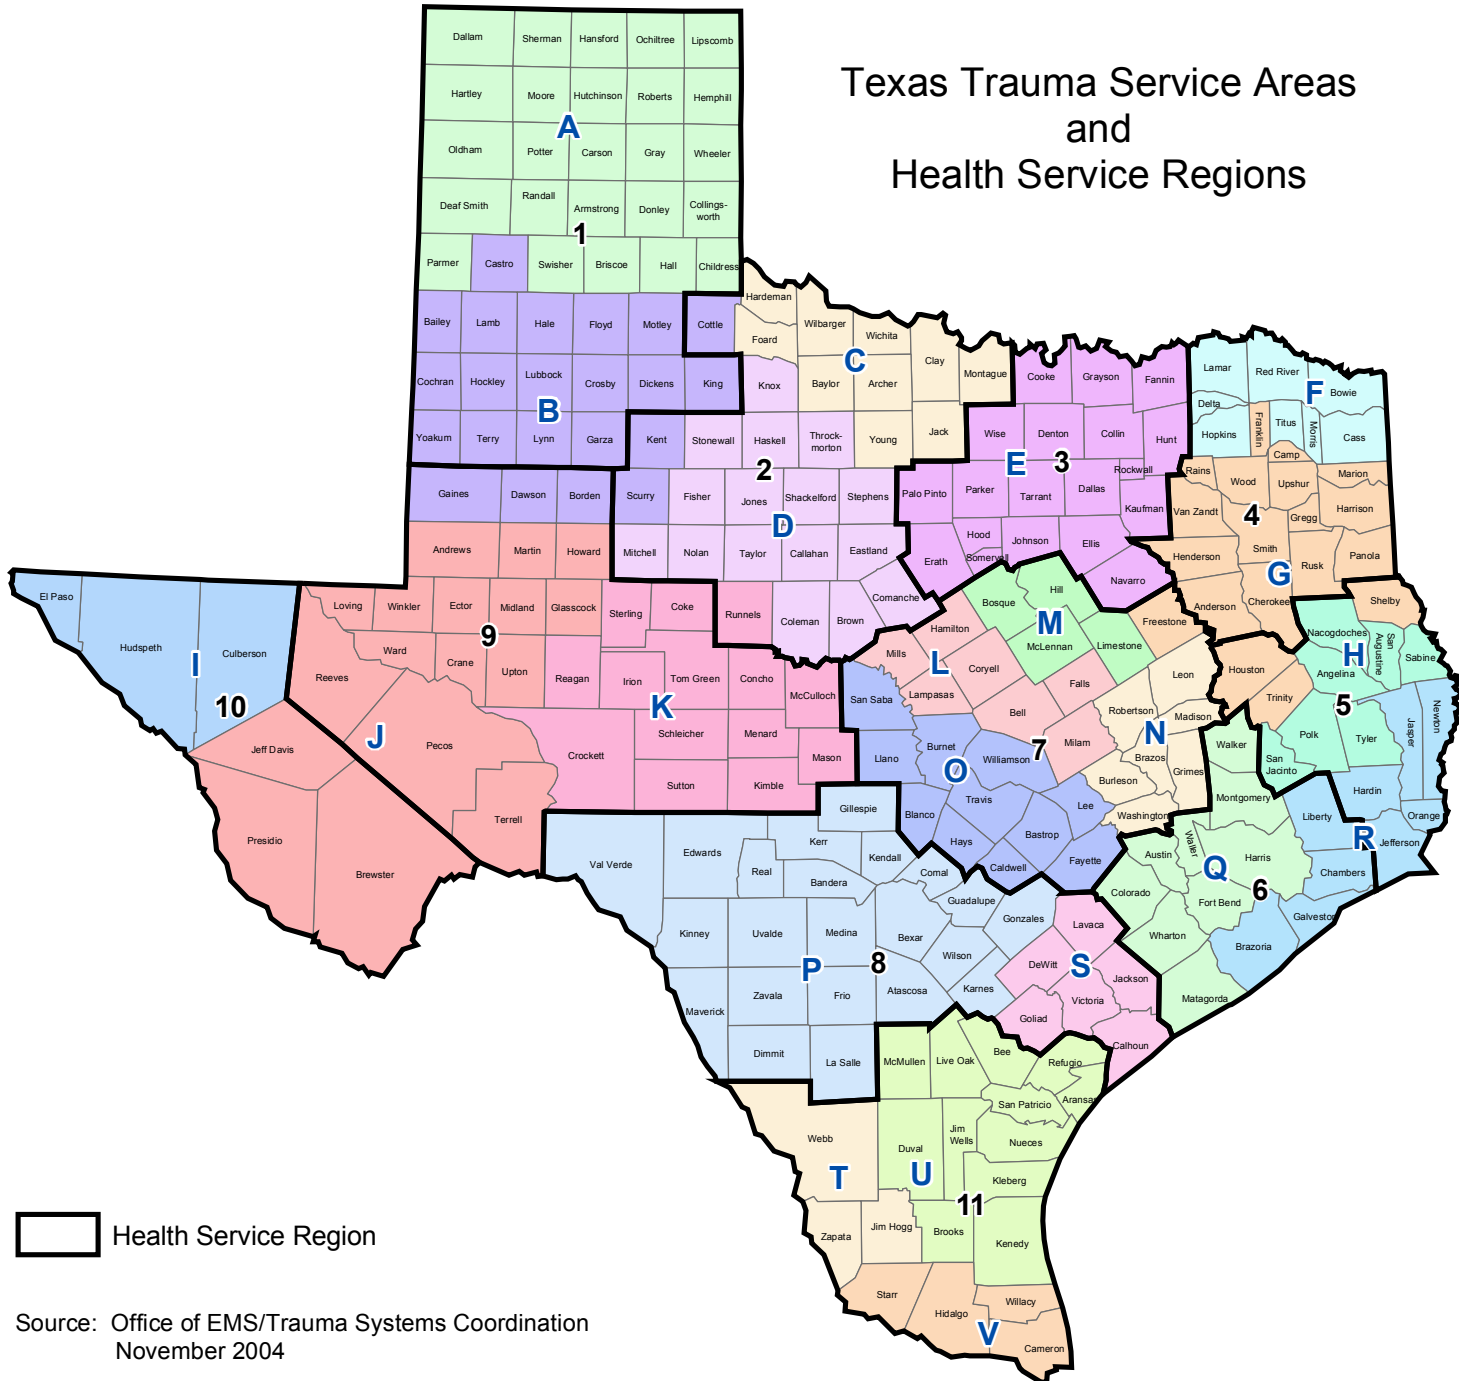 Texas Trauma Service Areas
and
Health Service Regions
Dallam
Sherman
Hansford
Ochiltree
Lipscomb
Hartley
Moore
Hutchinson
Roberts
Hemphill
A
Oldham
Potter
Carson
Gray
Wheeler
Deaf Smith
Randall
Armstrong
Donley
Collings-
worth
1
Parmer
Castro
Swisher
Briscoe
Hall
Childress
Bailey
Lamb
Hale
Floyd
Motley
Cottle
Hardeman
Foard
Wilbarger
Wichita
C
Clay
Montague
Cochran
Hockley
Lubbock
Crosby
Dickens
King
Knox
Baylor
Archer
B
Yoakum
Terry
Lynn
Garza
Kent
Stonewall
Haskell
Throck-
morton
Young
Jack
2
Gaines
Dawson
Borden
Scurry
Fisher
Jones
Shackelford
Stephens
D
Mitchell
Nolan
Taylor
Callahan
Eastland
Andrews
Martin
Howard
Comanche
Coleman
Brown
Runnels
Cooke
Grayson
Fannin
Wise
Denton
Collin
Hunt
E
3
Rockwall
Palo Pinto
Parker
Tarrant
Dallas
Kaufman
Hood
Johnson
Ellis
Erath
Somervell
Navarro
Lamar
Red River
Bowie
F
Delta
Hopkins
Franklin
Titus
Morris
Cass
Camp
Rains
Wood
Upshur
Marion
Harrison
Van Zandt
4
Gregg
Henderson
Smith
Rusk
Panola
G
Anderson
Cherokee
Shelby
El Paso
Hudspeth
Culberson
I
10
Jeff Davis
Presidio
Brewster
Loving
Winkler
Ector
Midland
Glasscock
9
Ward
Crane
Upton
Reeves
J
Pecos
Terrell
Sterling
Coke
Reagan
Irion
Tom Green
Concho
McCulloch
K
Schleicher
Menard
Crockett
Sutton
Kimble
Mason
Bosque
Hill
M
McLennan
Limestone
Freestone
Hamilton
Mills
L
Coryell
Lampasas
Falls
Bell
Milam
7
Leon
Robertson
Madison
N
Brazos
Grimes
Burleson
Washington
San Saba
Llano
Burnet
Williamson
O
Blanco
Travis
Lee
Hays
Bastrop
Caldwell
Fayette
Houston
Trinity
Nacogdoches
San
Augustine
Sabine
H
Angelina
5
Polk
Tyler
Jasper
Newton
San
Jacinto
Hardin
Orange
Liberty
R
Jefferson
Chambers
Galveston
Brazoria
Walker
Montgomery
Waller
Austin
Harris
Q
6
Colorado
Fort Bend
Wharton
Matagorda
Gillespie
Val Verde
Edwards
Kerr
Real
Kendall
Bandera
Comal
Guadalupe
Gonzales
Kinney
Uvalde
Medina
Bexar
Wilson
P
8
Maverick
Zavala
Frio
Atascosa
Karnes
Dimmit
La Salle
Lavaca
DeWitt
S
Jackson
Victoria
Goliad
Calhoun
McMullen
Live Oak
Bee
Refugio
San Patricio
Aransas
Duval
Jim
Wells
Nueces
U
Kleberg
11
Brooks
Kenedy
Webb
T
Zapata
Jim Hogg
Starr
Hidalgo
Willacy
V
Cameron
Health Service Region
Source: Office of EMS/Trauma Systems Coordination
November 2004